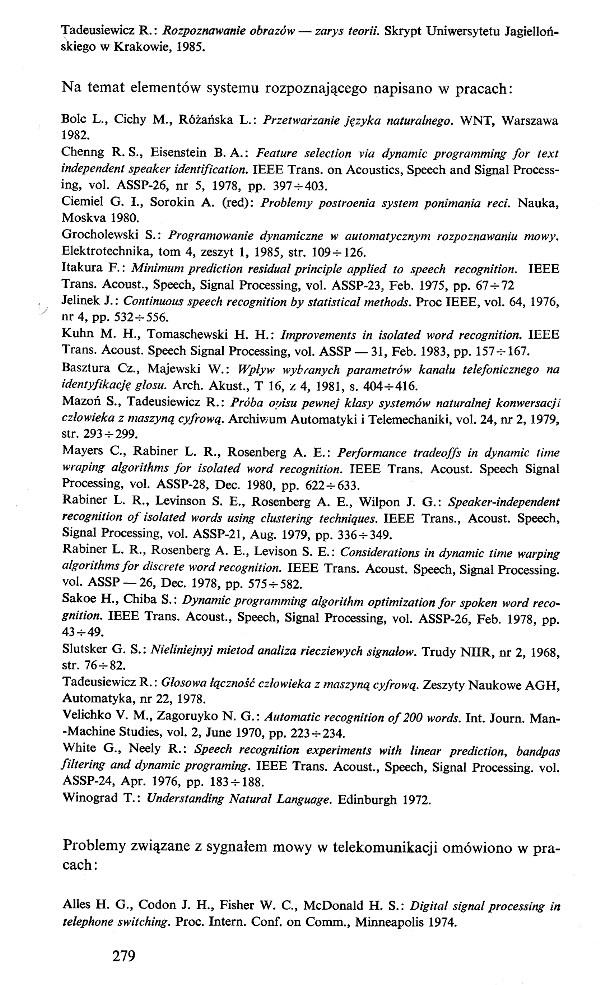 Tadeusiewicz R.: Rozpoznawanie obrazów — zarys teorii. Skrypt Uniwersytetu Jagielloń-
skiego w Krakowie, 1985.
Na temat elementów systemu rozpoznającego napisano w pracach:
Bolc L., Cichy M., Różańska L.: Przetwarzanie języka naturalnego. WNT, Warszawa
1982.
Chenng R. S., Eisenstein B. A.: Feature selection via dynamic programming for text
independent speaker identification. IEEE Trans. on Acoustics, Speech and Signal Process-
ing, vol. ASSP-26, nr 5, 1978, pp. 397÷403.
Ciemiel G. I., Sorokin A. (red): Problemy postroenia system ponimania reci. Nauka,
Moskva 1980.
Grocholewski S.: Programowanie dynamiczne w automatycznym rozpoznawaniu mowy.
Elektrotechnika, tom 4, zeszyt 1, 1985, str. 109÷126.
Itakura F.: Minimum prediction residual principle applied to speech recognition. IEEE
Trans. Acoust., Speech, Signal Processing, vol. ASSP-23, Feb. 1975, pp. 67÷72
Jelinek J.: Continuous speech recognition by statistical methods. Proc IEEE, vol. 64, 1976,
nr 4, pp. 532÷556.
Kuhn M. H., Tomaschewski H. H.: Improvements in isolated word recognition. IEEE
Trans. Acoust. Speech Signal Processing, vol. ASSP — 31, Feb. 1983, pp. 157÷167.
Basztura Cz., Majewski W.: Wpływ wybranych parametrów kanału telefonicznego na
identyfikację głosu. Arch. Akust., T 16, z 4, 1981, s. 404÷416.
Mazoń S., Tadeusiewicz R.: Próba opisu pewnej klasy systemów naturalnej konwersacji
człowieka z maszyną cyfrową. Archiwum Automatyki i Telemechaniki, vol. 24, nr 2, 1979,
str. 293÷299.
Mayers C., Rabiner L. R., Rosenberg A. E.: Performance tradeoffs in dynamic time
wraping algorithms for isolated word recognition. IEEE Trans. Acoust. Speech Signal
Processing, vol. ASSP-28, Dec. 1980, pp. 622÷633.
Rabiner L. R., Levinson S. E., Rosenberg A. E., Wilpon J. G.: Speaker-independent
recognition of isolated words using clustering techniques. IEEE Trans., Acoust. Speech,
Signal Processing, vol. ASSP-21, Aug. 1979, pp. 336÷349.
Rabiner L. R., Rosenberg A. E., Levison S. E.: Considerations in dynamic time warping
algorithms for discrete word recognition. IEEE Trans. Acoust. Speech, Signal Processing.
vol. ASSP — 26, Dec. 1978, pp. 575÷582.
Sakoe H., Chiba S.: Dynamic programming algorithm optimization for spoken word reco-
gnition. IEEE Trans. Acoust., Speech, Signal Processing, vol. ASSP-26, Feb. 1978, pp.
43÷49.
Slutsker G. S.: Nieliniejnyj mietod analiza riecziewych signałow. Trudy NIIR, nr 2, 1968,
str. 76÷82.
Tadeusiewicz R.: Głosowa łączność człowieka z maszyną cyfrową. Zeszyty Naukowe AGH,
Automatyka, nr 22, 1978.
Velichko V. M., Zagoruyko N. G.: Automatic recognition of 200 words. Int. Journ. Man-
-Machine Studies, vol. 2, June 1970, pp. 223÷234.
White G., Neely R.: Speech recognition experiments with linear prediction, bandpas
filtering and dynamic programing. IEEE Trans. Acoust., Speech, Signal Processing. vol.
ASSP-24, Apr. 1976, pp. 183÷188.
Winograd T.: Understanding Natural Language. Edinburgh 1972.
Problemy związane z sygnałem mowy w telekomunikacji omówiono w pra-
cach:
Alles H. G., Codon J. H., Fisher W. C., McDonald H. S.: Digital signal processing in
telephone switching. Proc. Intern. Conf. on Comm., Minneapolis 1974.
279